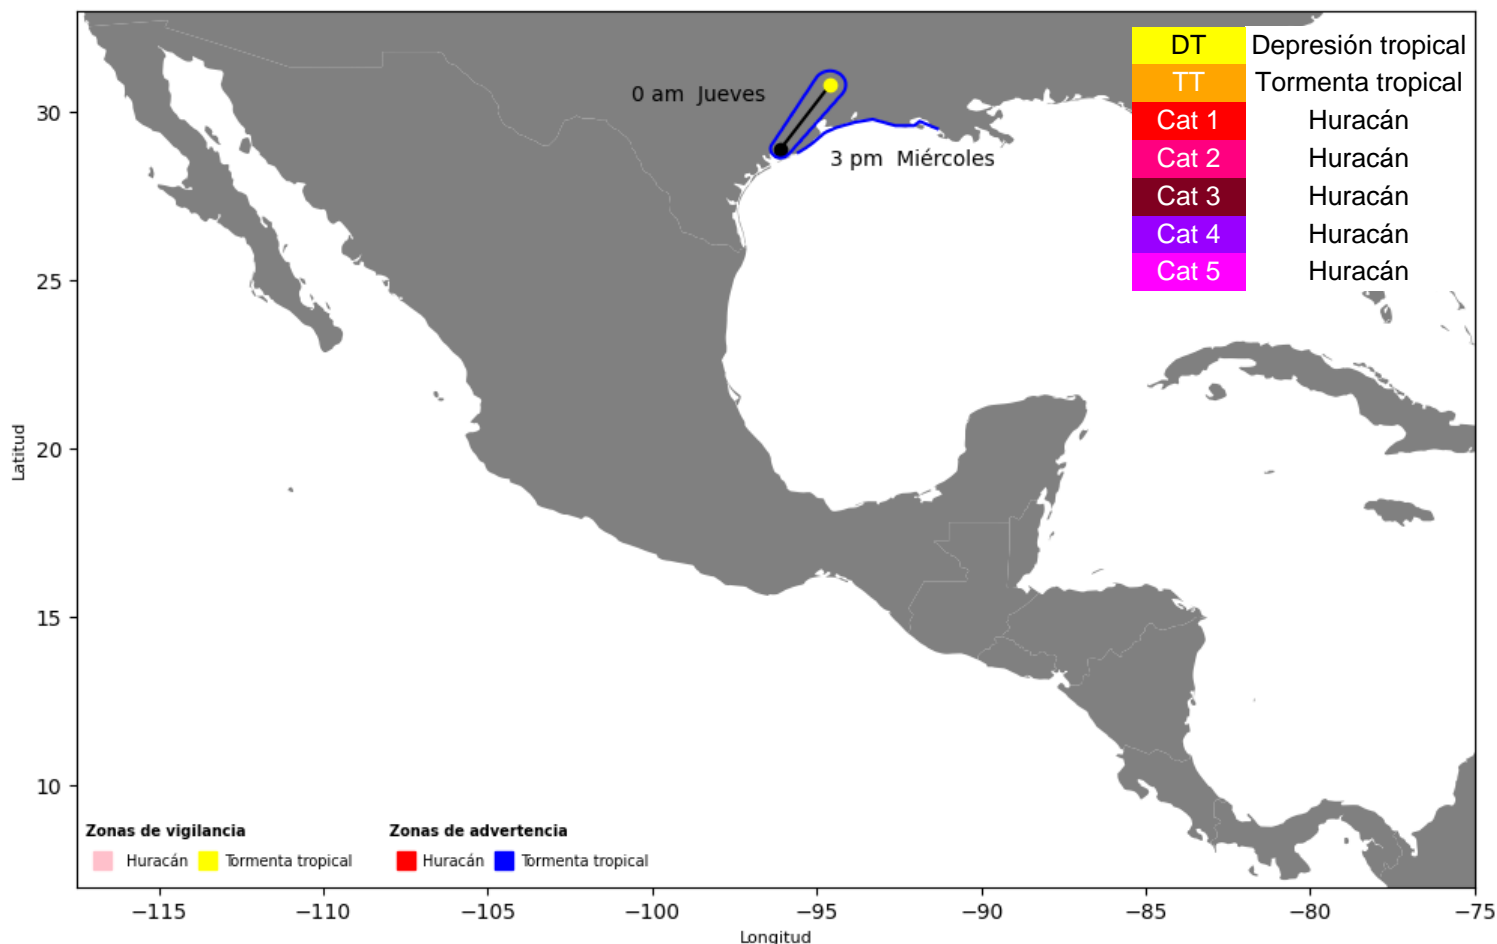 DT Depresión tropical
TT Tormenta tropical
Cat 1 Huracán
Cat 2 Huracán
Cat 3 Huracán
Cat 4 Huracán
Cat 5 Huracán
0 am  Jueves
3 pm  Miércoles
30
25
20
15
10
Latitud
Zonas de vigilancia
Huracán
Tormenta tropical
Zonas de advertencia
Huracán
Tormenta tropical
−115
−110
−105
−100
−95
−90
−85
−80
−75
Longitud